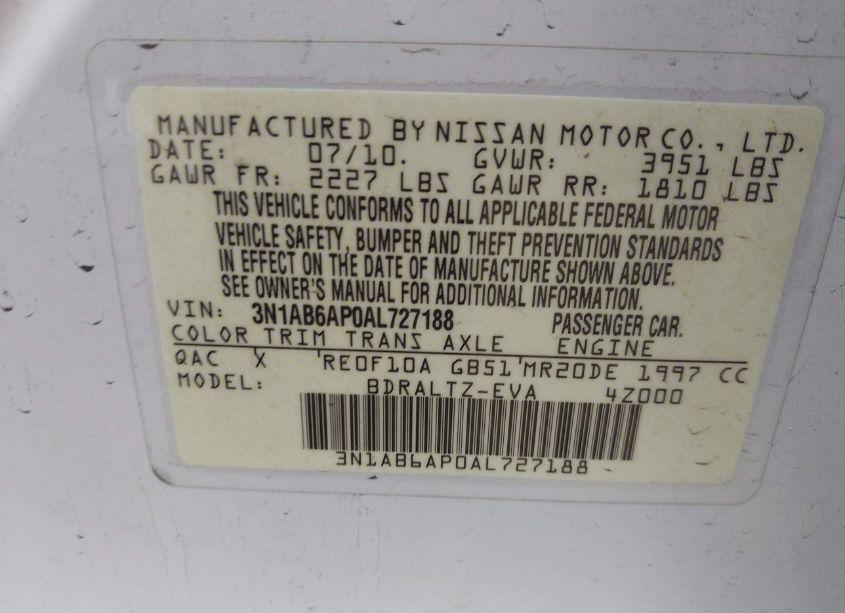 MANUFACTURED BY NISSAN MOTOR CO., LTD.
DATE: 07/10. GVWR: 3951 LBS
GAWR FR: 2227 LBS GAWR RR: 1810 LBS
THIS VEHICLE CONFORMS TO ALL APPLICABLE FEDERAL MOTOR
VEHICLE SAFETY, BUMPER AND THEFT PREVENTION STANDARDS
IN EFFECT ON THE DATE OF MANUFACTURE SHOWN ABOVE.
SEE OWNER'S MANUAL FOR ADDITIONAL INFORMATION.
VIN: 3N1AB6AP0AL727188 PASSENGER CAR.
COLOR TRIM TRANS AXLE ENGINE
QAC X 'RE0F10A GB51'MR20DE 1997 CC
MODEL: BDRALTZ-EVA 4Z000
3N1AB6AP0AL727188